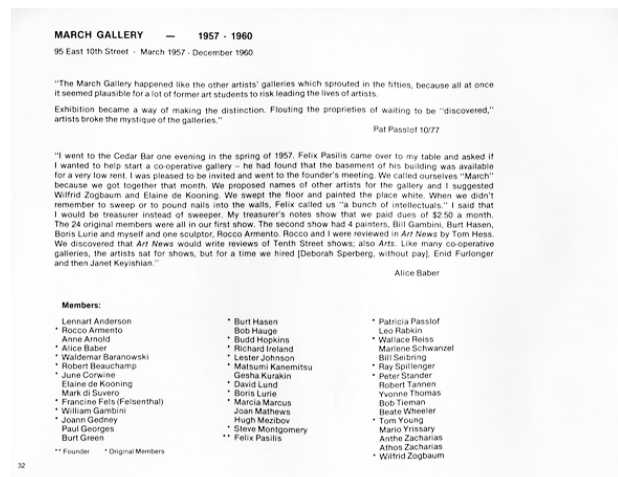 MARCH GALLERY — 1957 - 1960
95 East 10th Street - March 1957 - December 1960
"The March Gallery happened like the other artists' galleries which sprouted in the fifties, because all at once
it seemed plausible for a lot of former art students to risk leading the lives of artists.
Exhibition became a way of making the distinction. Flouting the proprieties of waiting to be "discovered,"
artists broke the mystique of the galleries."
Pat Passlof 10/77
"I went to the Cedar Bar one evening in the spring of 1957. Felix Pasilis came over to my table and asked if
I wanted to help start a co-operative gallery – he had found that the basement of his building was available
for a very low rent. I was pleased to be invited and went to the founder's meeting. We called ourselves "March"
because we got together that month. We proposed names of other artists for the gallery and I suggested
Wilfrid Zogbaum and Elaine de Kooning. We swept the floor and painted the place white. When we didn't
remember to sweep or to pound nails into the walls, Felix called us "a bunch of intellectuals." I said that
I would be treasurer instead of sweeper. My treasurer's notes show that we paid dues of $2.50 a month.
The 24 original members were all in our first show. The second show had 4 painters, Bill Gambini, Burt Hasen,
Boris Lurie and myself and one sculptor, Rocco Armento. Rocco and I were reviewed in Art News by Tom Hess.
We discovered that Art News would write reviews of Tenth Street shows; also Arts. Like many co-operative
galleries, the artists sat for shows, but for a time we hired [Deborah Sperberg, without pay], Enid Furlonger
and then Janet Keyishian."
Alice Baber
Members:
Lennart Anderson
* Rocco Armento
Anne Arnold
* Alice Baber
* Waldemar Baranowski
* Robert Beauchamp
* June Corwine
Elaine de Kooning
Mark di Suvero
* Francine Fels (Felsenthal)
* William Gambini
* Joann Gedney
Paul Georges
Burt Green
* Burt Hasen
Bob Hauge
* Budd Hopkins
* Richard Ireland
* Lester Johnson
* Matsumi Kanemitsu
Gesha Kurakin
* David Lund
* Boris Lurie
* Marcia Marcus
Joan Mathews
Hugh Mezibov
* Steve Montgomery
** Felix Pasilis
* Patricia Passlof
Leo Rabkin
* Wallace Reiss
Marlene Schwanzel
Bill Seibring
* Ray Spillenger
* Peter Stander
Robert Tannen
Yvonne Thomas
Bob Tieman
Beate Wheeler
* Tom Young
Mario Yrissary
Anthe Zacharias
Athos Zacharias
* Wilfrid Zogbaum
** Founder * Original Members
32